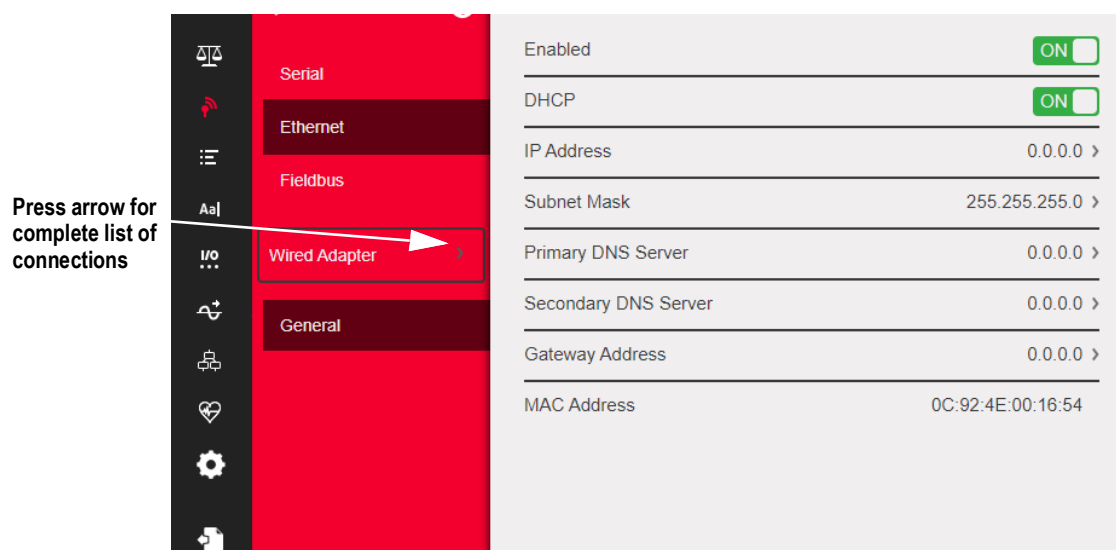 Press arrow for
complete list of
connections
Aa
I/O
Serial
Ethernet
Fieldbus
Wired Adapter
General
Enabled ON
DHCP ON
IP Address 0.0.0.0
Subnet Mask 255.255.255.0
Primary DNS Server 0.0.0.0
Secondary DNS Server 0.0.0.0
Gateway Address 0.0.0.0
MAC Address 0C:92:4E:00:16:54